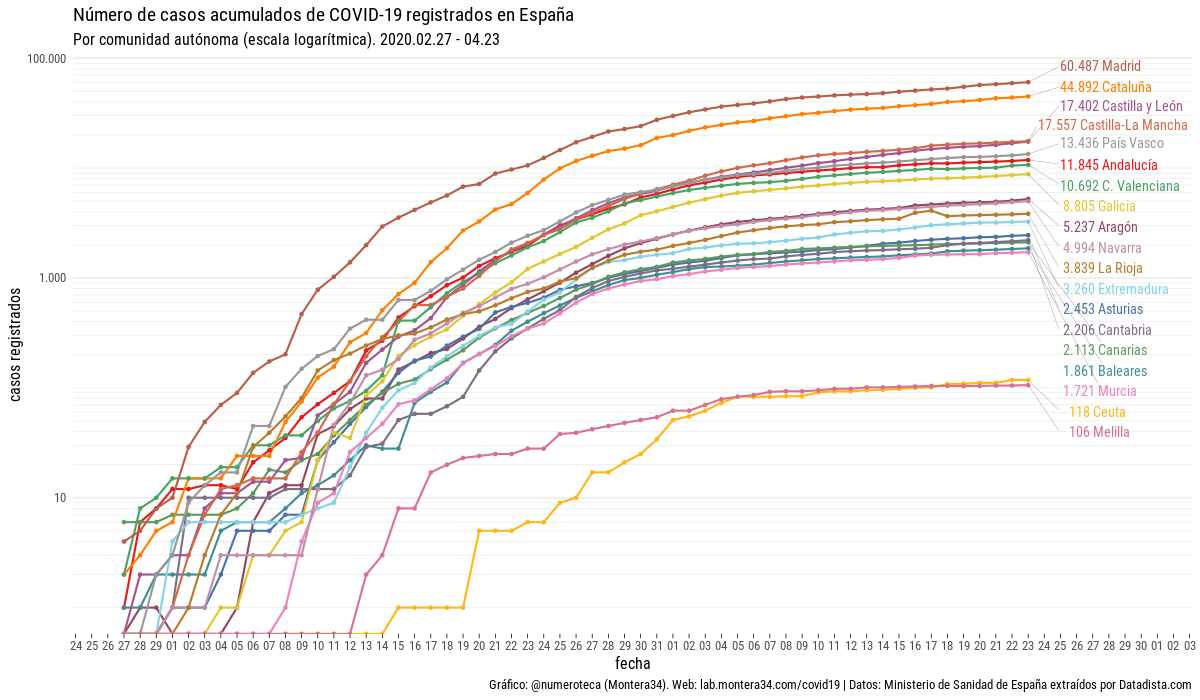 Número de casos acumulados de COVID-19 registrados en España
Por comunidad autónoma (escala logarítmica). 2020.02.27 - 04.23
100.000
1.000
10
casos registrados
60.487 Madrid
44.892 Cataluña
17.402 Castilla y León
17.557 Castilla-La Mancha
13.436 País Vasco
11.845 Andalucía
10.692 C. Valenciana
8.805 Galicia
5.237 Aragón
4.994 Navarra
3.839 La Rioja
3.260 Extremadura
2.453 Asturias
2.206 Cantabria
2.113 Canarias
1.861 Baleares
1.721 Murcia
118 Ceuta
106 Melilla
24 25 26 27 28 29 01 02 03 04 05 06 07 08 09 10 11 12 13 14 15 16 17 18 19 20 21 22 23 24 25 26 27 28 29 30 31 01 02 03 04 05 06 07 08 09 10 11 12 13 14 15 16 17 18 19 20 21 22 23 24 25 26 27 28 29 30 01 02 03
fecha
Gráfico: @numeroteca (Montera34). Web: lab.montera34.com/covid19 | Datos: Ministerio de Sanidad de España extraídos por Datadista.com